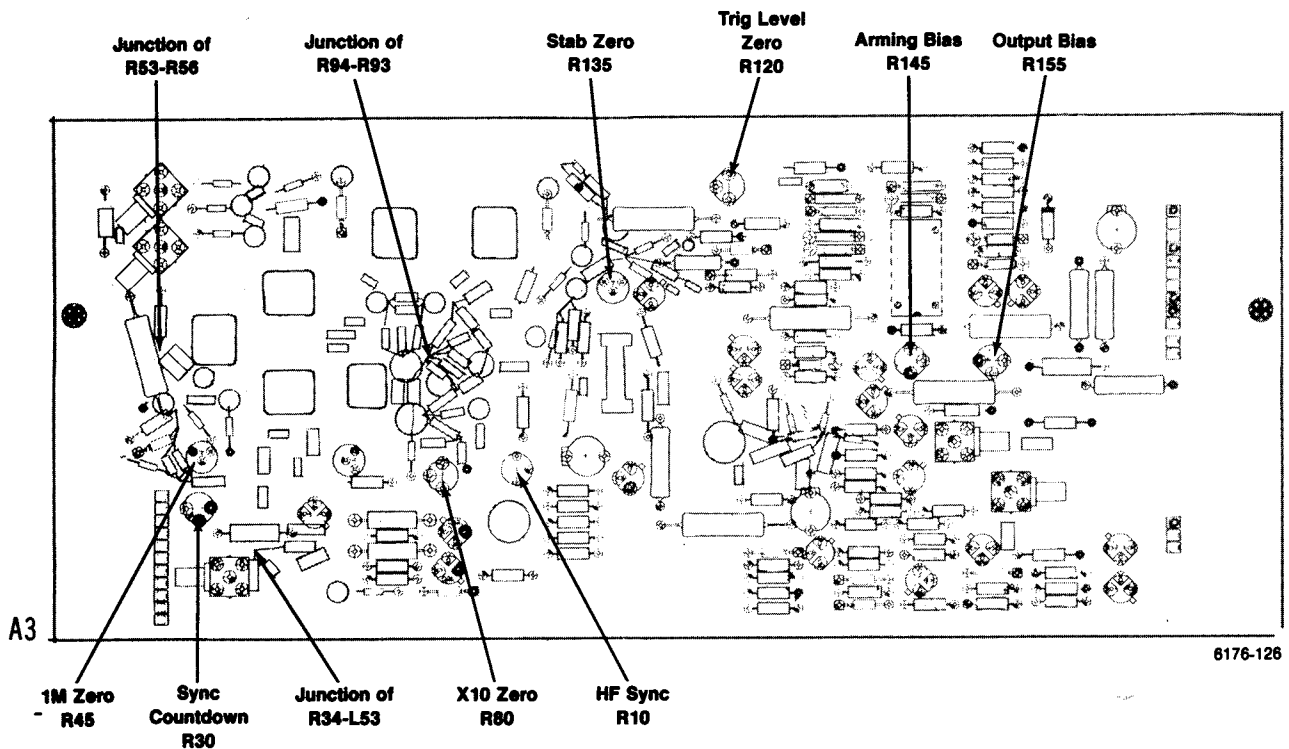 Junction of
R53-R56
Junction of
R94-R93
Stab Zero
R135
Trig Level
Zero
R120
Arming Bias
R145
Output Bias
R155
A3
6176-126
1M Zero
R45
Sync
Countdown
R30
Junction of
R34-L53
X10 Zero
R80
HF Sync
R10